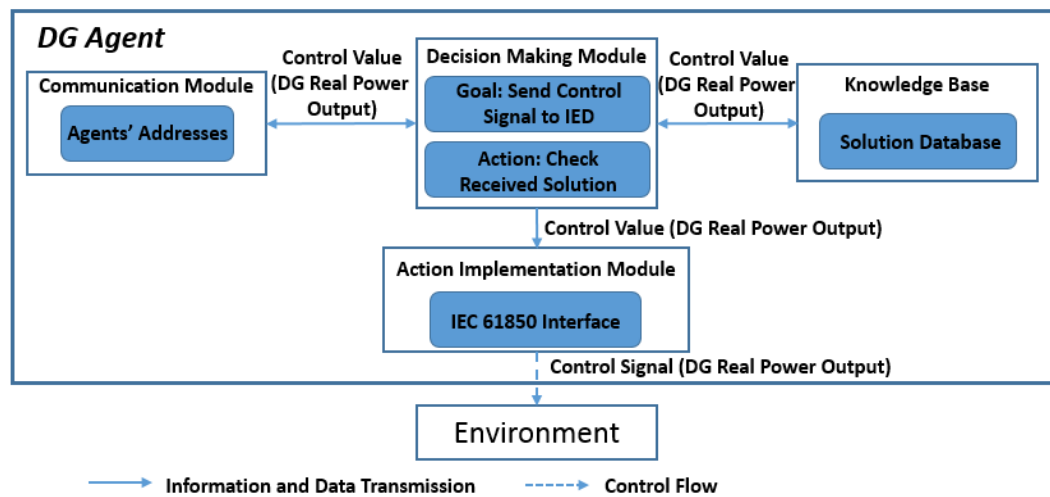 DG Agent
Communication Module
Agents' Addresses
Control Value
(DG Real Power
Output)
Decision Making Module
Goal: Send Control
Signal to IED
Action: Check
Received Solution
Control Value
(DG Real Power
Output)
Knowledge Base
Solution Database
Control Value (DG Real Power Output)
Action Implementation Module
IEC 61850 Interface
Control Signal (DG Real Power Output)
Environment
Information and Data Transmission
Control Flow